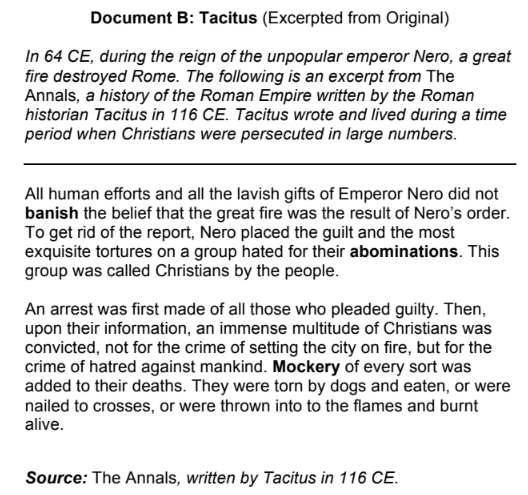 Document B: Tacitus (Excerpted from Original)
In 64 CE, during the reign of the unpopular emperor Nero, a great
fire destroyed Rome. The following is an excerpt from The
Annals, a history of the Roman Empire written by the Roman
historian Tacitus in 116 CE. Tacitus wrote and lived during a time
period when Christians were persecuted in large numbers.
All human efforts and all the lavish gifts of Emperor Nero did not
banish the belief that the great fire was the result of Nero's order.
To get rid of the report, Nero placed the guilt and the most
exquisite tortures on a group hated for their abominations. This
group was called Christians by the people.
An arrest was first made of all those who pleaded guilty. Then,
upon their information, an immense multitude of Christians was
convicted, not for the crime of setting the city on fire, but for the
crime of hatred against mankind. Mockery of every sort was
added to their deaths. They were torn by dogs and eaten, or were
nailed to crosses, or were thrown into to the flames and burnt
alive.
Source: The Annals, written by Tacitus in 116 CE.